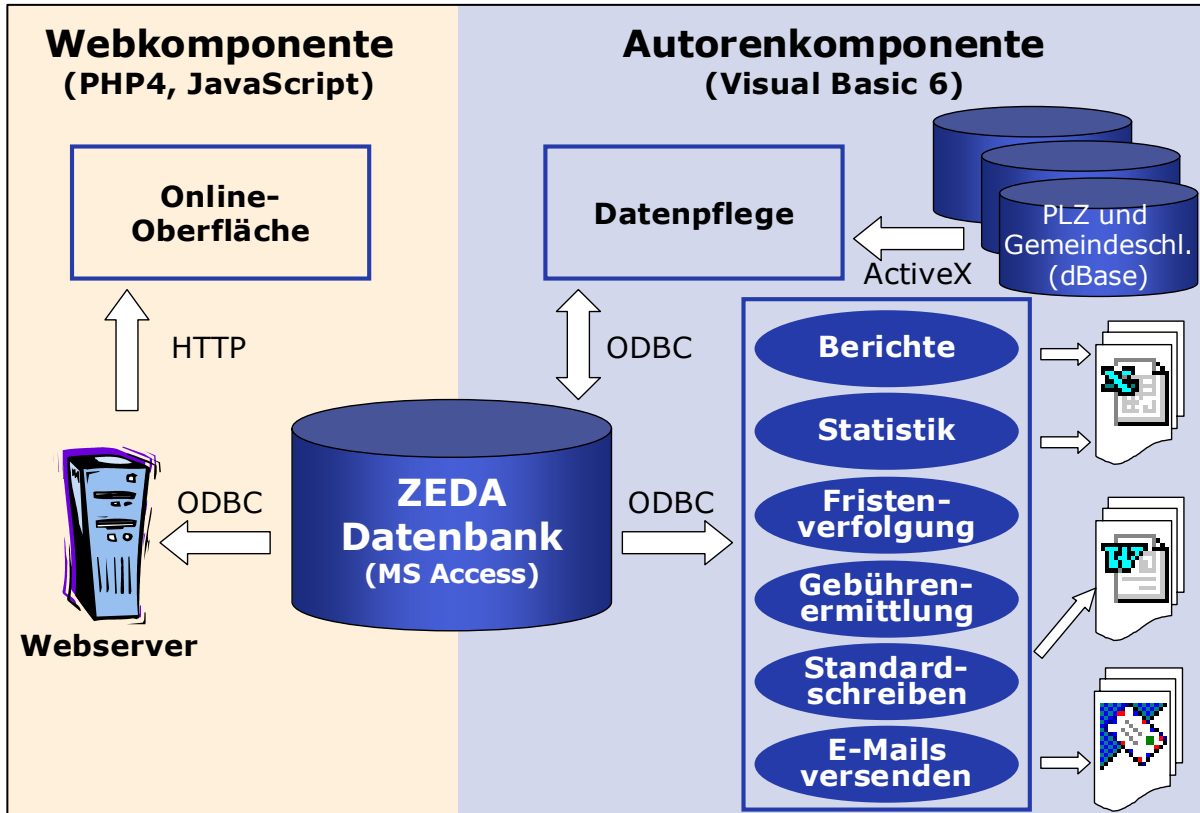 Webkomponente
(PHP4, JavaScript)
Online-
Oberfläche
HTTP
ODBC
Webserver
ZEDA
Datenbank
(MS Access)
Autorenkomponente
(Visual Basic 6)
Datenpflege
PLZ und
Gemeindeschl.
(dBase)
ActiveX
ODBC
ODBC
Berichte
Statistik
Fristen-
verfolgung
Gebühren-
ermittlung
Standard-
schreiben
E-Mails
versenden
W